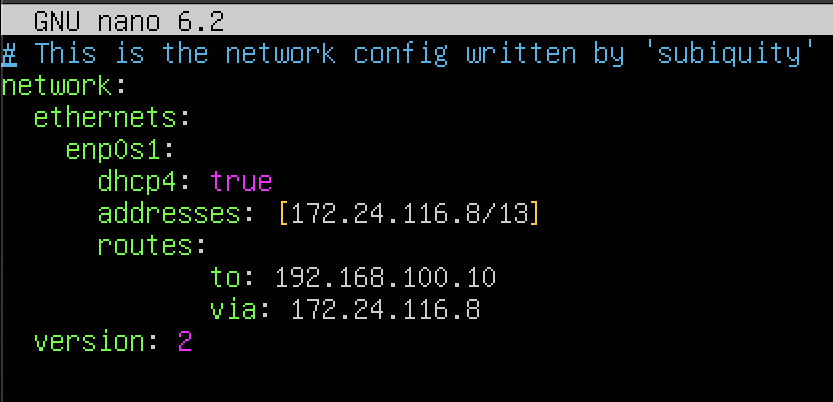 GNU nano 6.2
# This is the network config written by 'subiquity'
network:
  ethernets:
    enp0s1:
      dhcp4: true
      addresses: [172.24.116.8/13]
      routes:
             to: 192.168.100.10
             via: 172.24.116.8
  version: 2